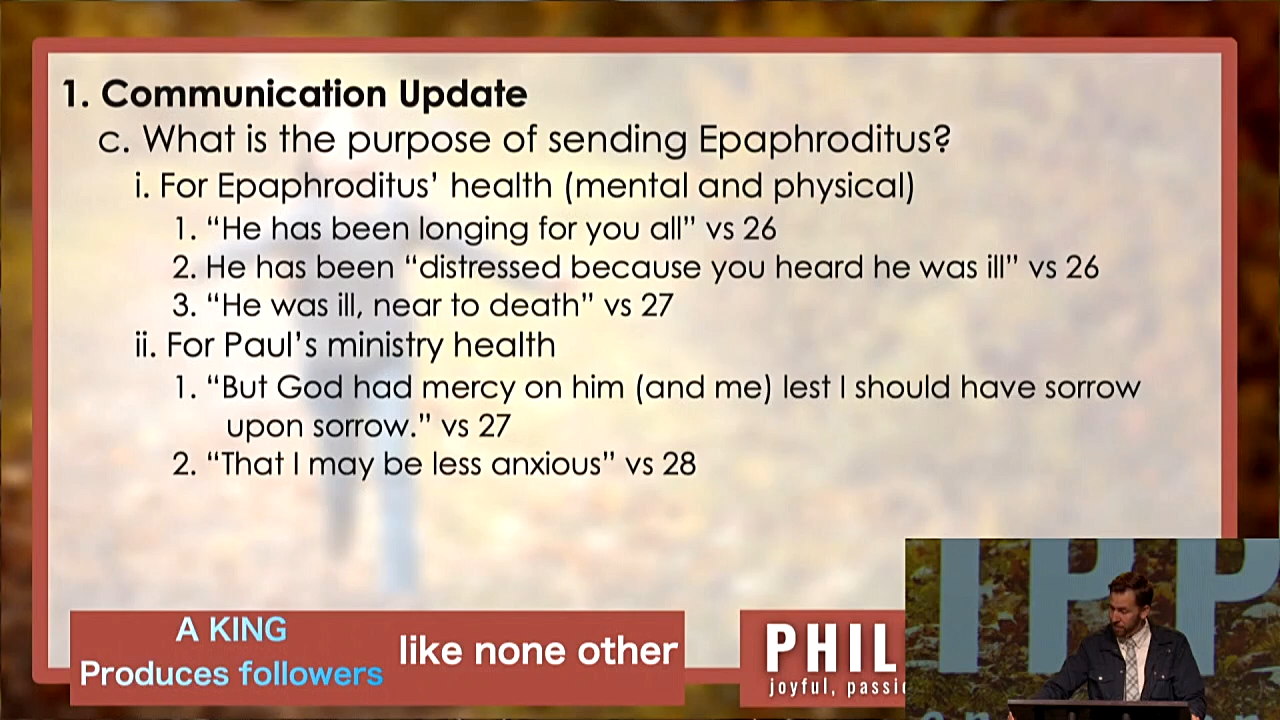 1. Communication Update
c. What is the purpose of sending Epaphroditus?
i. For Epaphroditus’ health (mental and physical)
1. “He has been longing for you all” vs 26
2. He has been “distressed because you heard he was ill” vs 26
3. “He was ill, near to death” vs 27
ii. For Paul’s ministry health
1. “But God had mercy on him (and me) lest I should have sorrow
upon sorrow.” vs 27
2. “That I may be less anxious” vs 28
A KING
Produces followers
like none other
PHIL
joyful, passi
IPP